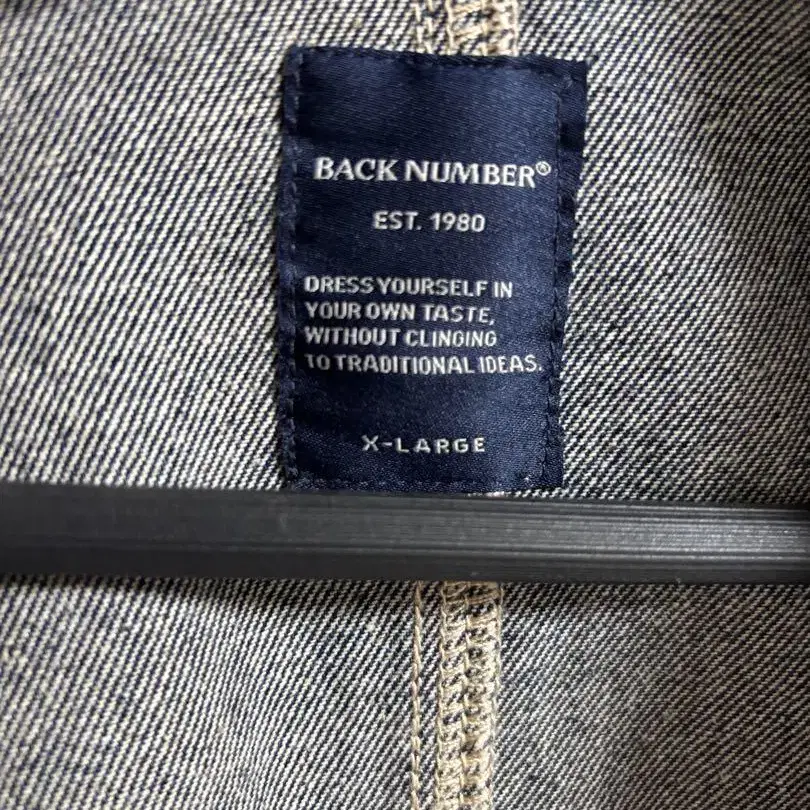 BACK NUMBER®
EST. 1980
DRESS YOURSELF IN
YOUR OWN TASTE,
WITHOUT CLINGING
TO TRADITIONAL IDEAS.
X-LARGE